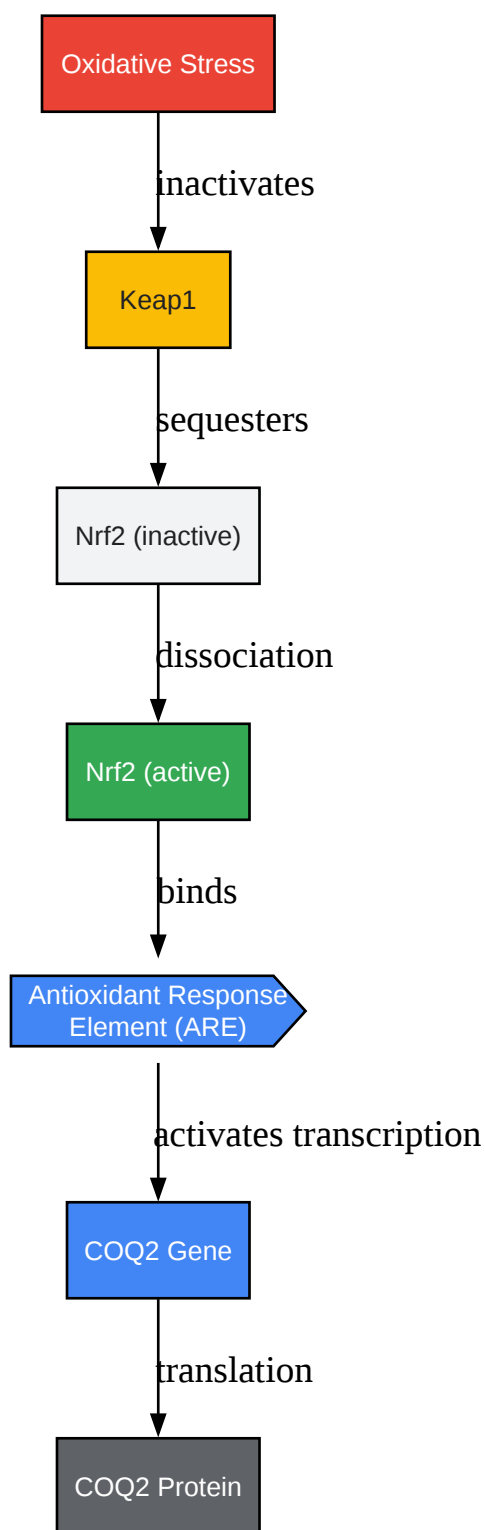 Oxidative Stress
inactivates
Keap1
sequesters
Nrf2 (inactive)
dissociation
Nrf2 (active)
binds
Antioxidant Response
Element (ARE)
activates transcription
COQ2 Gene
translation
COQ2 Protein